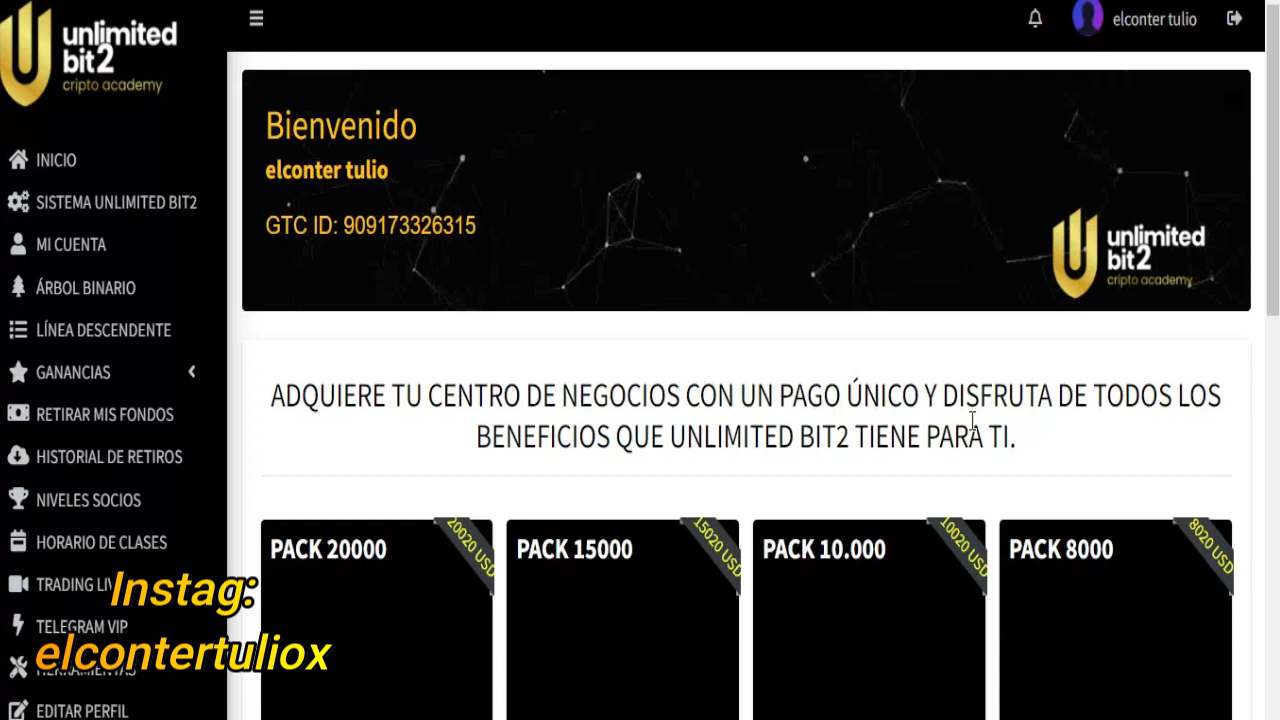 unlimited
bit2
cripto academy
elconter tulio
INICIO
SISTEMA UNLIMITED BIT2
MI CUENTA
ÁRBOL BINARIO
LÍNEA DESCENDENTE
GANANCIAS
RETIRAR MIS FONDOS
HISTORIAL DE RETIROS
NIVELES SOCIOS
HORARIO DE CLASES
TRADING
TELEGRAM VIP
HERRAMIENTAS
EDITAR PERFIL
Instag:
elcontertuliox
Bienvenido
elconter tulio
GTC ID: 909173326315
unlimited
bit2
cripto academy
ADQUIERE TU CENTRO DE NEGOCIOS CON UN PAGO ÚNICO Y DISFRUTA DE TODOS LOS
BENEFICIOS QUE UNLIMITED BIT2 TIENE PARA TI.
PACK 20000
20020 USD
PACK 15000
15020 USD
PACK 10.000
10020 USD
PACK 8000
8020 USD